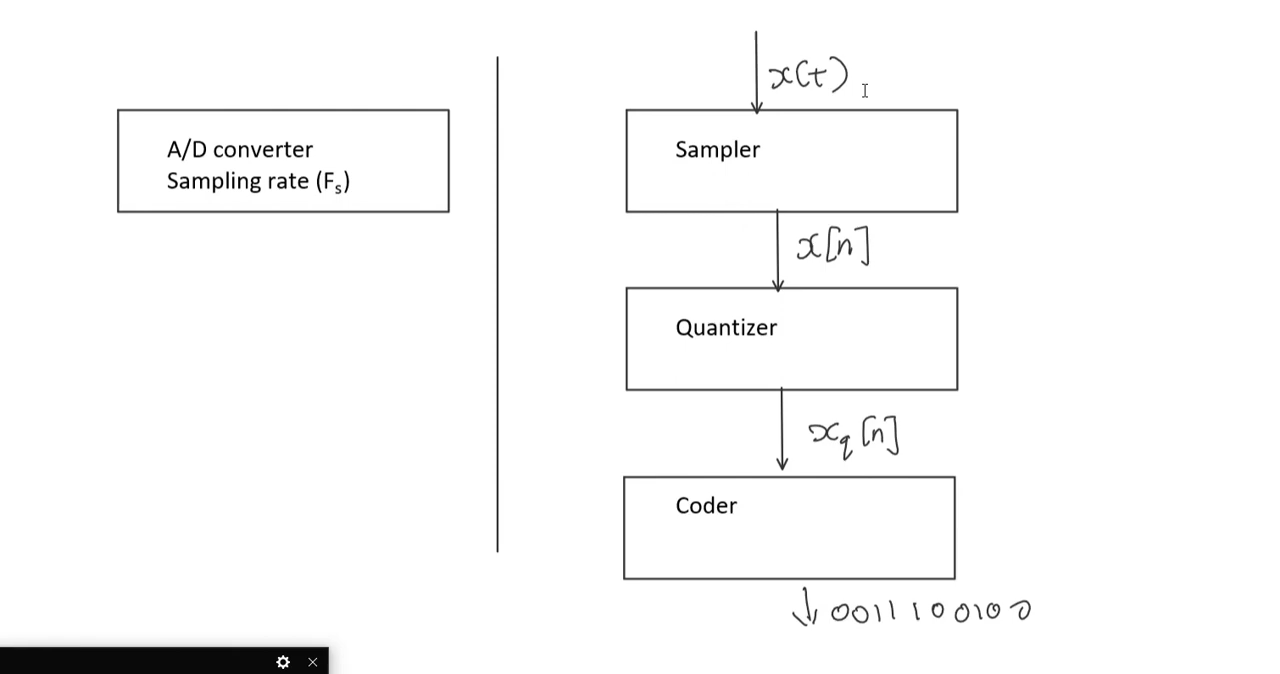 A/D converter
Sampling rate (Fs)
x(t)
Sampler
x[n]
Quantizer
xq[n]
Coder
0011100100